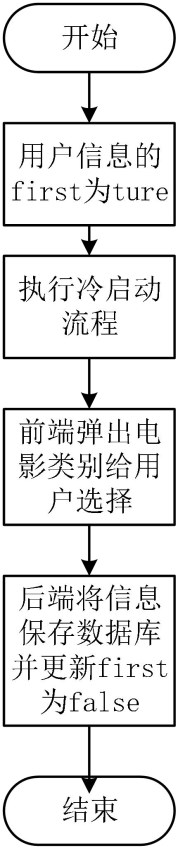 开始
用户信息的
first为ture
执行冷启动
流程
前端弹出电
影类别给用
户选择
后端将信息
保存数据库
并更新first
为false
结束